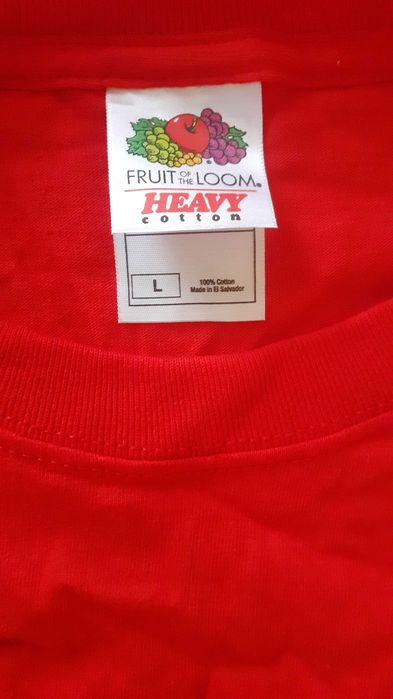 FRUIT OF THE LOOM®
HEAVY
cotton
L
100% Cotton
Made in El Salvador